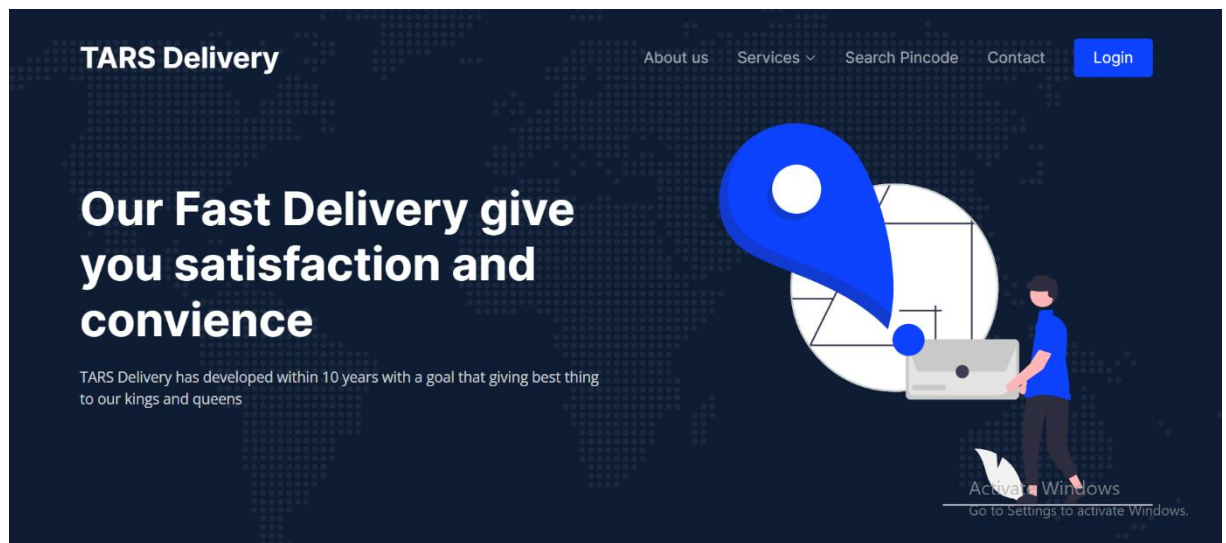 TARS Delivery
About us Services Search Pincode Contact Login
Our Fast Delivery give
you satisfaction and
convience
TARS Delivery has developed within 10 years with a goal that giving best thing
to our kings and queens
Activate Windows
Go to Settings to activate Windows.